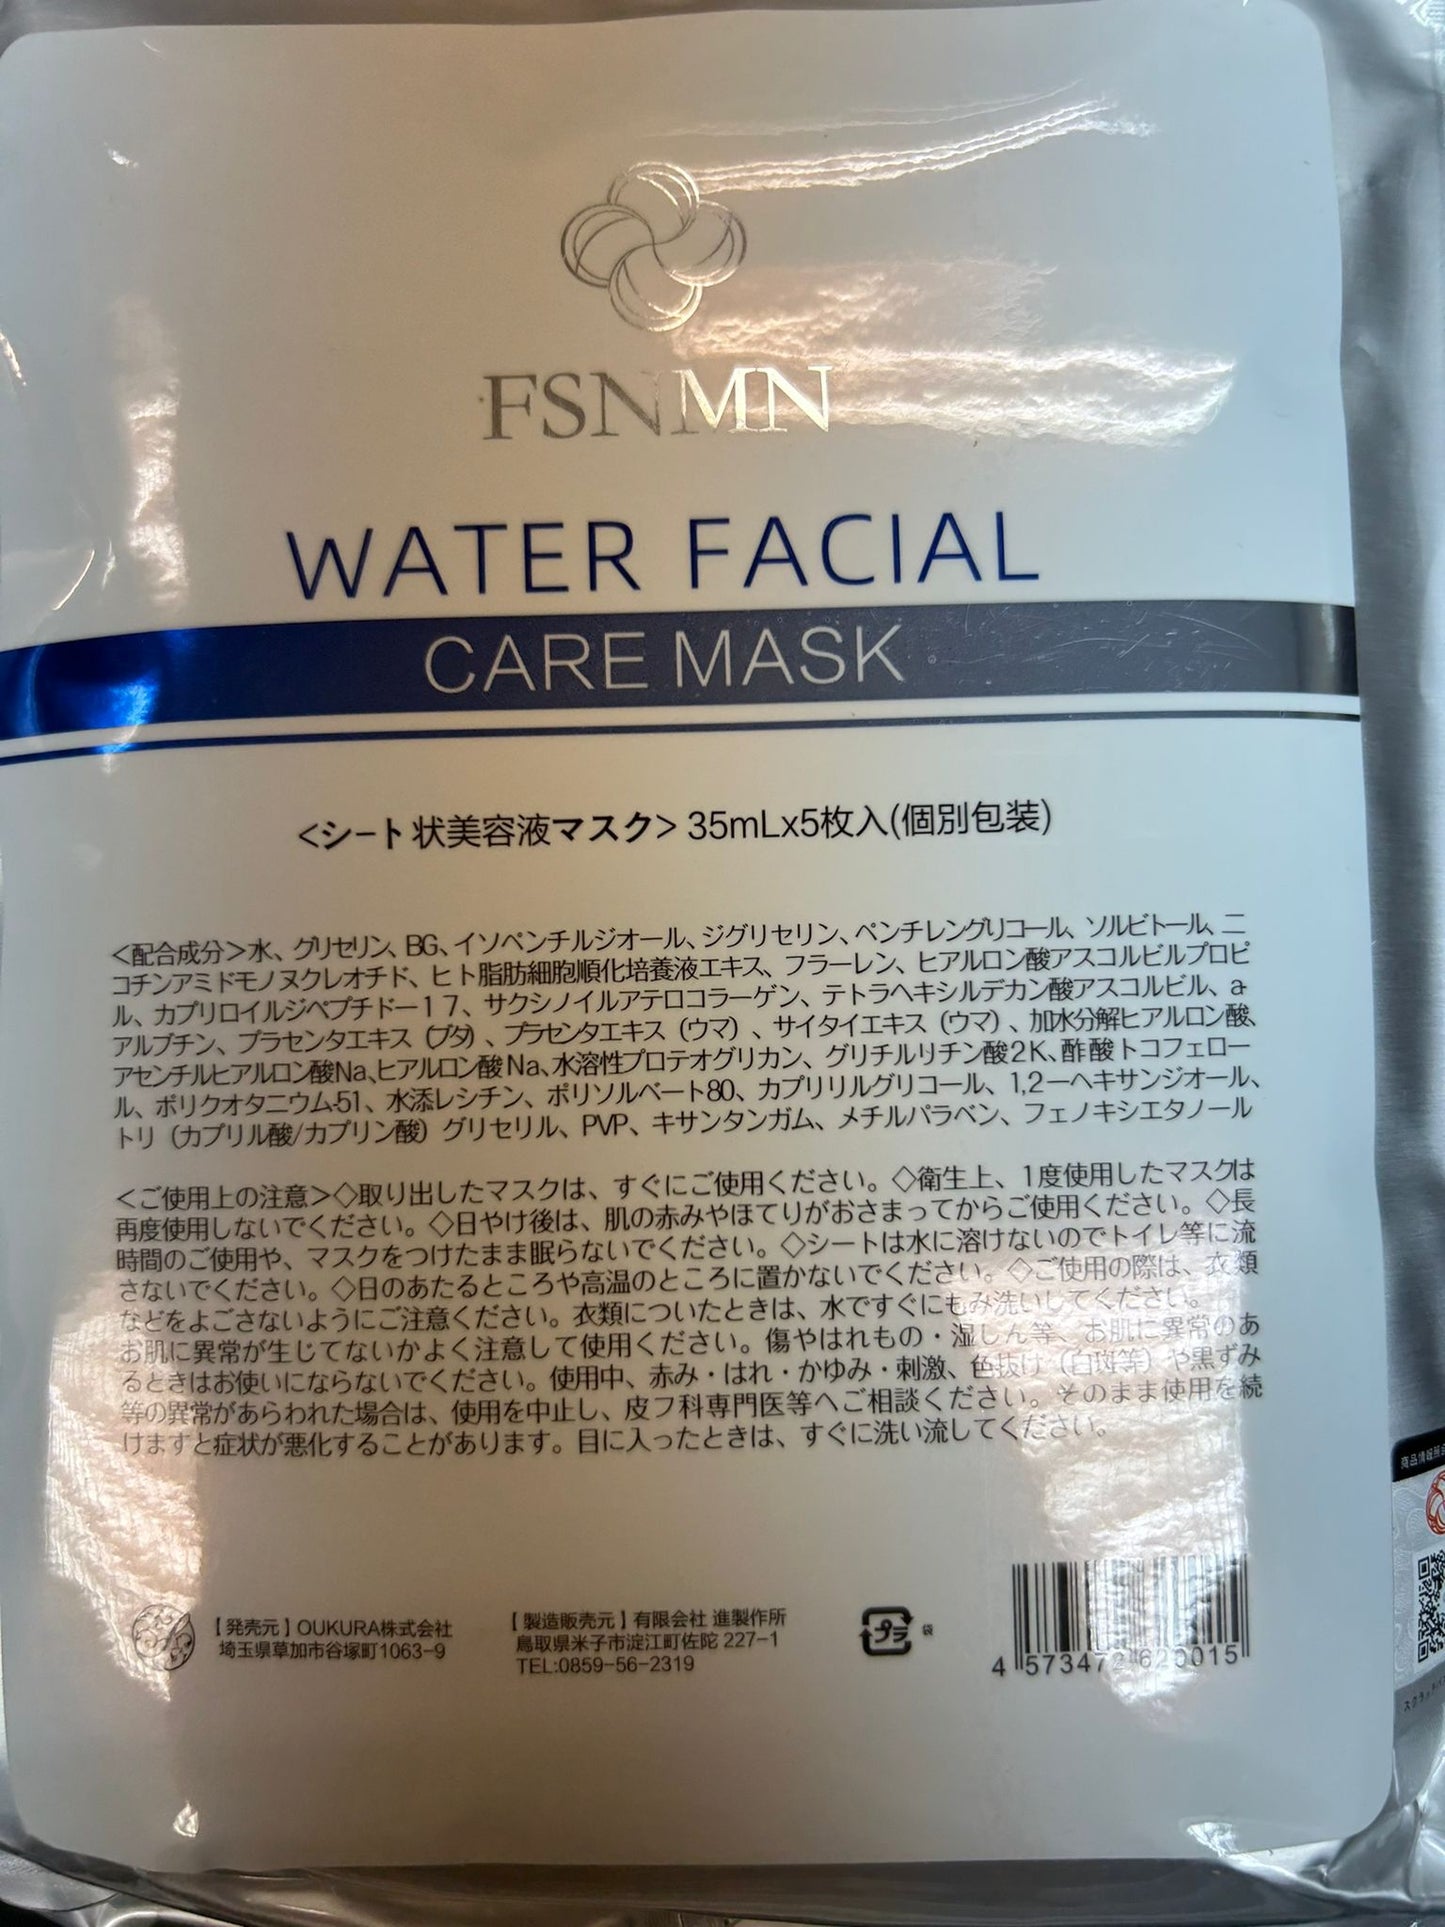 FSNMN
WATER FACIAL
CARE MASK
<シート状美容液マスク> 35mLx5枚入(個別包装)
<配合成分>水、グリセリン、BG、イソペンチルジオール、ジグリセリン、ペンチレングリコール、ソルビトール、ニ
コチンアミドモノヌクレオチド、ヒト脂肪細胞順化培養液エキス、フラーレン、ヒアルロン酸アスコルビルプロピ
ル、カプリロイルジペプチドー17、サクシノイルアテロコラーゲン、テトラヘキシルデカン酸アスコルビル、a-
アルブチン、プラセンタエキス（ブタ）、プラセンタエキス（ウマ）、サイタイエキス（ウマ）、加水分解ヒアルロン酸、
アセンチルヒアルロン酸Na、ヒアルロン酸Na、水溶性プロテオグリカン、グリチルリチン酸2K、酢酸トコフェロー
ル、ポリクオタニウム-51、水添レシチン、ポリソルベート80、カプリリルグリコール、1,2ーヘキサンジオール、
トリ（カプリル酸/カプリン酸）グリセリル、PVP、キサンタンガム、メチルパラベン、フェノキシエタノール
<ご使用上の注意>◇取り出したマスクは、すぐにご使用ください。◇衛生上、1度使用したマスクは
再度使用しないでください。◇日やけ後は、肌の赤みやほてりがおさまってからご使用ください。◇長
時間のご使用や、マスクをつけたまま眠らないでください。◇シートは水に溶けないのでトイレ等に流
さないでください。◇日のあたるところや高温のところに置かないでください。◇ご使用の際は、衣類
などをよごさないようにご注意ください。衣類についたときは、水ですぐにもみ洗いしてください。
お肌に異常が生じてないかよく注意して使用ください。傷やはれもの・湿しん等、お肌に異常のあ
るときはお使いにならないでください。使用中、赤み・はれ・かゆみ・刺激、色抜け（白斑等）や黒ずみ
等の異常があらわれた場合は、使用を中止し、皮フ科専門医等へご相談ください。そのまま使用を続
けますと症状が悪化することがあります。目に入ったときは、すぐに洗い流してください。
【発売元】OUKURA株式会社
埼玉県草加市谷塚町1063-9
【製造販売元】有限会社 進製作所
鳥取県米子市淀江町佐陀 227-1
TEL:0859-56-2319
プラ
袋
4 573472 620015
商品情報照